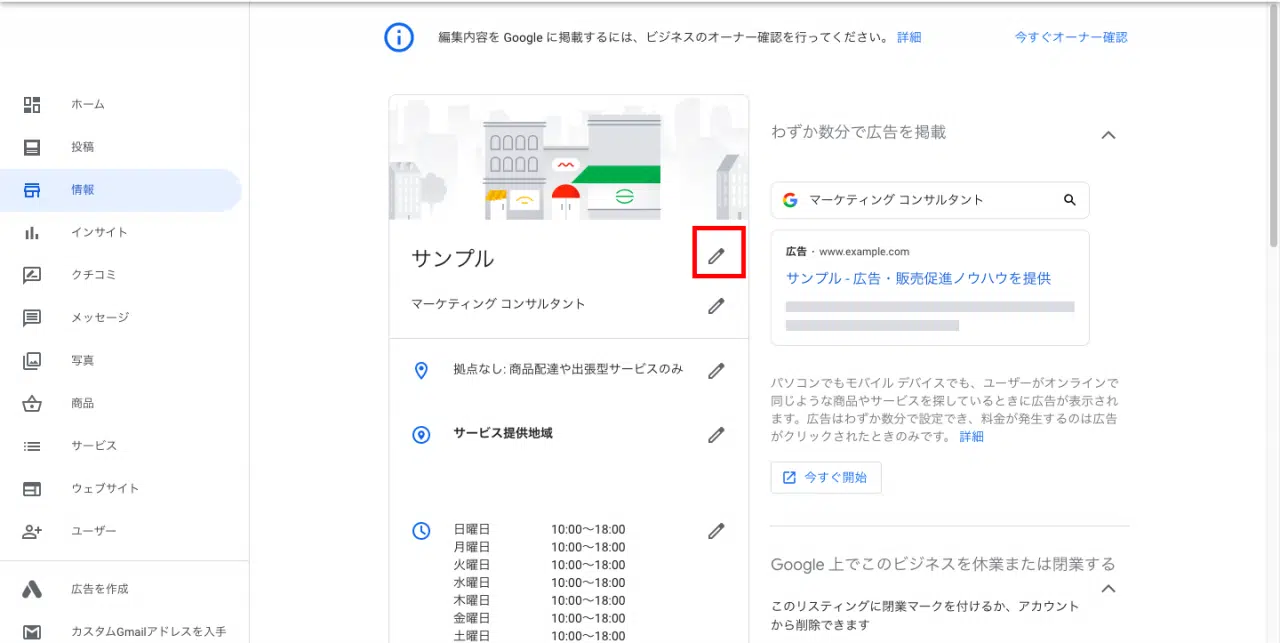 編集内容を Google に掲載するには、ビジネスのオーナー確認を行ってください。 詳細
今すぐオーナー確認
ホーム
投稿
情報
インサイト
クチコミ
メッセージ
写真
商品
サービス
ウェブサイト
ユーザー
広告を作成
カスタムGmailアドレスを入手
サンプル
マーケティング コンサルタント
拠点なし: 商品配達や出張型サービスのみ
サービス提供地域
日曜日 10:00〜18:00
月曜日 10:00〜18:00
火曜日 10:00〜18:00
水曜日 10:00〜18:00
木曜日 10:00〜18:00
金曜日 10:00〜18:00
土曜日 10:00〜18:00
わずか数分で広告を掲載
マーケティング コンサルタント
広告 · www.example.com
サンプル - 広告・販売促進ノウハウを提供
パソコンでもモバイル デバイスでも、ユーザーがオンラインで
同じような商品やサービスを探しているときに広告が表示され
ます。広告はわずか数分で設定でき、料金が発生するのは広告
がクリックされたときのみです。 詳細
今すぐ開始
Google 上でこのビジネスを休業または閉業する
このリスティングに閉業マークを付けるか、アカウント
から削除できます